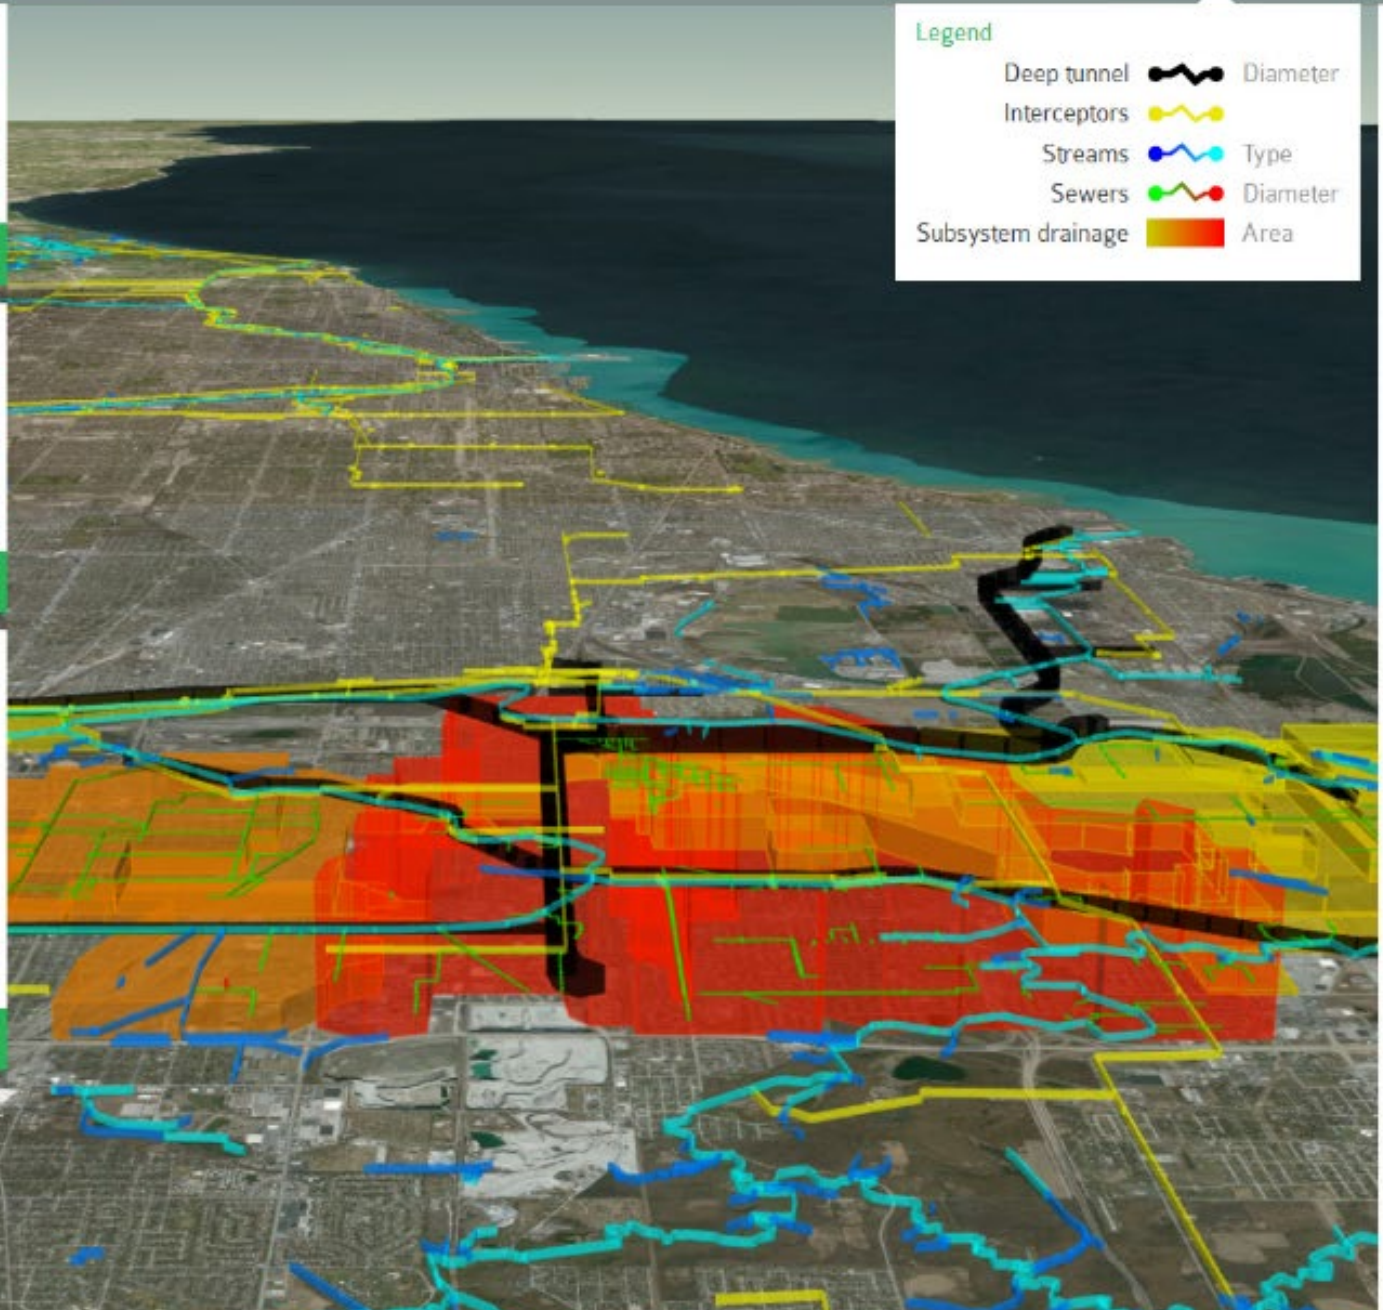 Legend
Deep tunnel Diameter
Interceptors
Streams Type
Sewers Diameter
Subsystem drainage Area